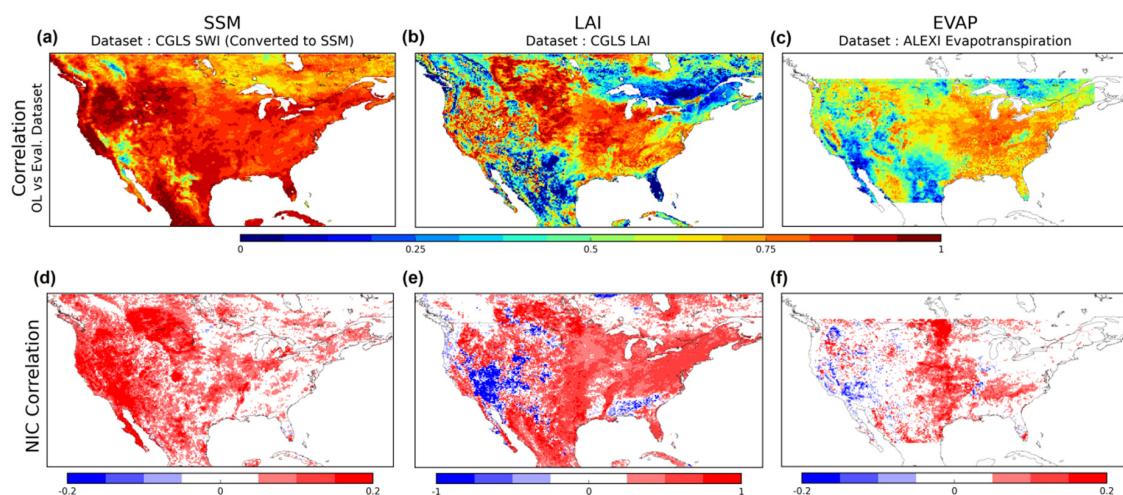 SSM
LAI
EVAP
(a)
Dataset : CGLS SWI (Converted to SSM)
(b)
Dataset : CGLS LAI
(c)
Dataset : ALEXI Evapotranspiration
Correlation
OL vs Eval. Dataset
0
0.25
0.5
0.75
1
(d)
(e)
(f)
NIC Correlation
-0.2
0
0.2
-1
0
1
-0.2
0
0.2